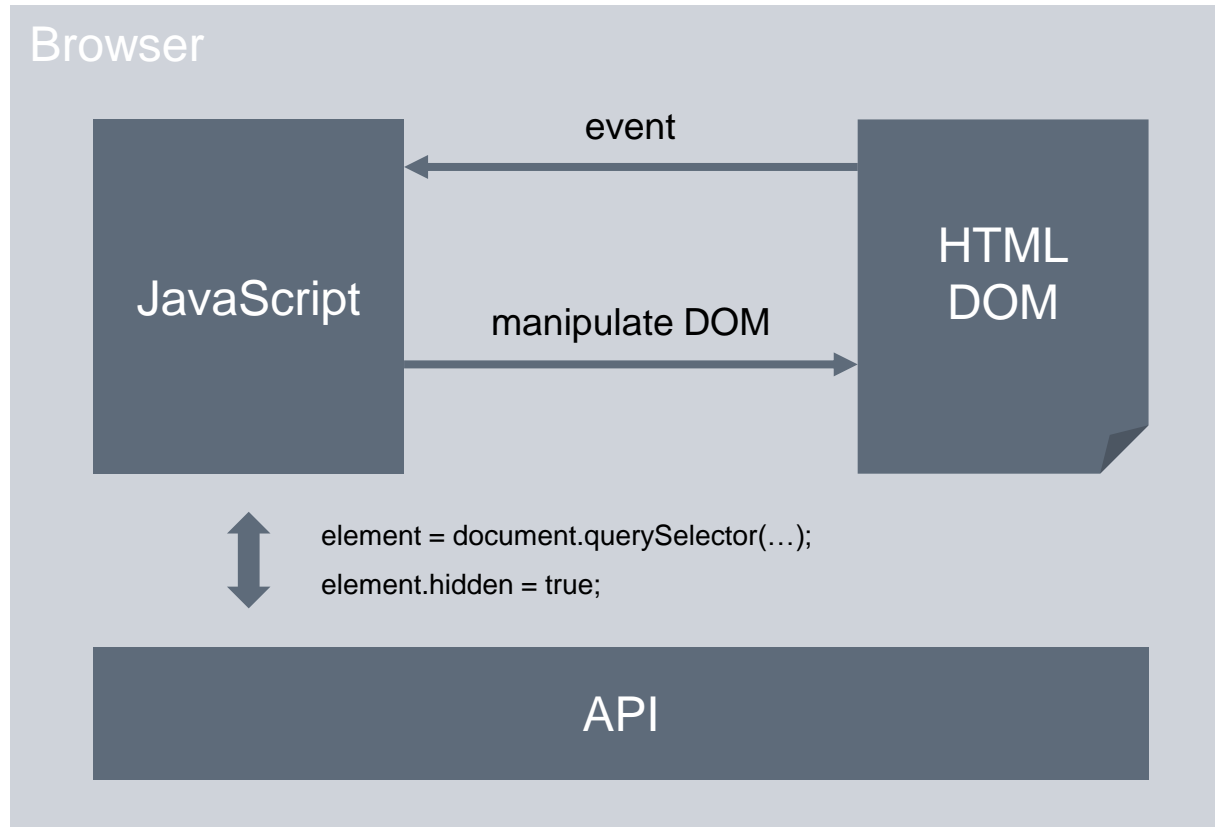 Browser
event
JavaScript
HTML
DOM
manipulate DOM
element = document.querySelector(…);
element.hidden = true;
API